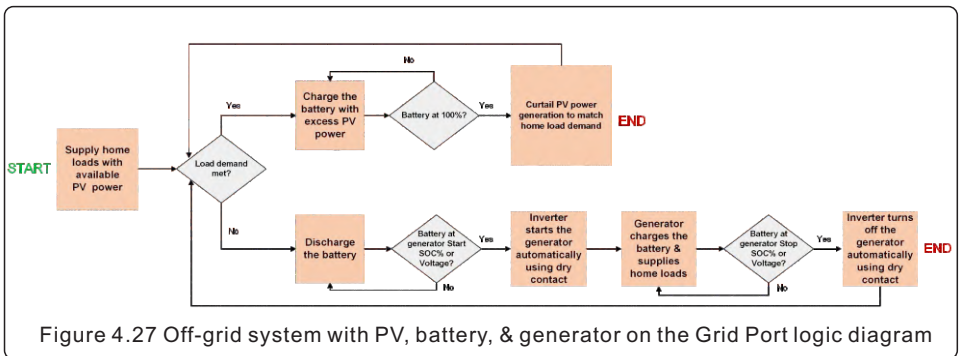 No
Charge the
battery with
excess PV
power
Yes
Battery at 100%?
Yes
Curtail PV power
generation to match
home load demand
END
START
Supply home
loads with
available
PV power
Load demand
met?
No
Discharge
the battery
Battery at
generator Start
SOC% or
Voltage?
Yes
No
Inverter
starts the
generator
automatically
using dry
contact
Generator
charges the
battery &
supplies
home loads
Battery at
generator Stop
SOC% or
Voltage?
Yes
No
Inverter turns
off the
generator
automatically
using dry
contact
END
Figure 4.27 Off-grid system with PV, battery, & generator on the Grid Port logic diagram